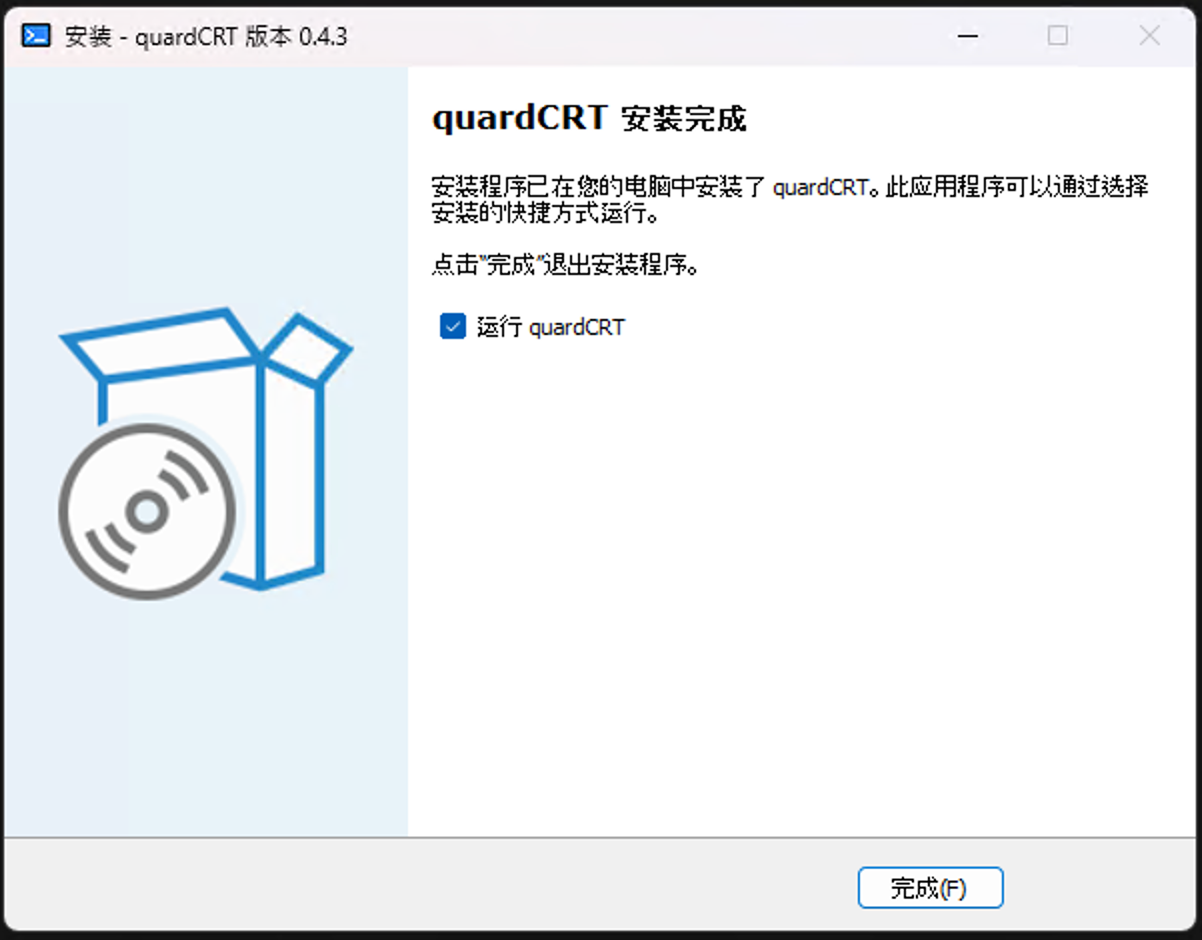 安装 - quardCRT 版本 0.4.3
quardCRT 安装完成
安装程序已在您的电脑中安装了 quardCRT。此应用程序可以通过选择
安装的快捷方式运行。
点击“完成”退出安装程序。
运行 quardCRT
完成(F)